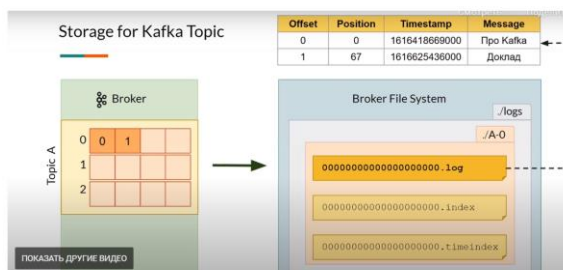 Storage for Kafka Topic
Offset Position Timestamp Message
0 0 1616418669000 Про Kafka
1 67 1616625436000 Доклад
Broker
Topic A
0 0 1
1
2
Broker File System
./logs
./A-0
00000000000000000000.log
00000000000000000000.index
00000000000000000000.timeindex
ПОКАЗАТЬ ДРУГИЕ ВИДЕО